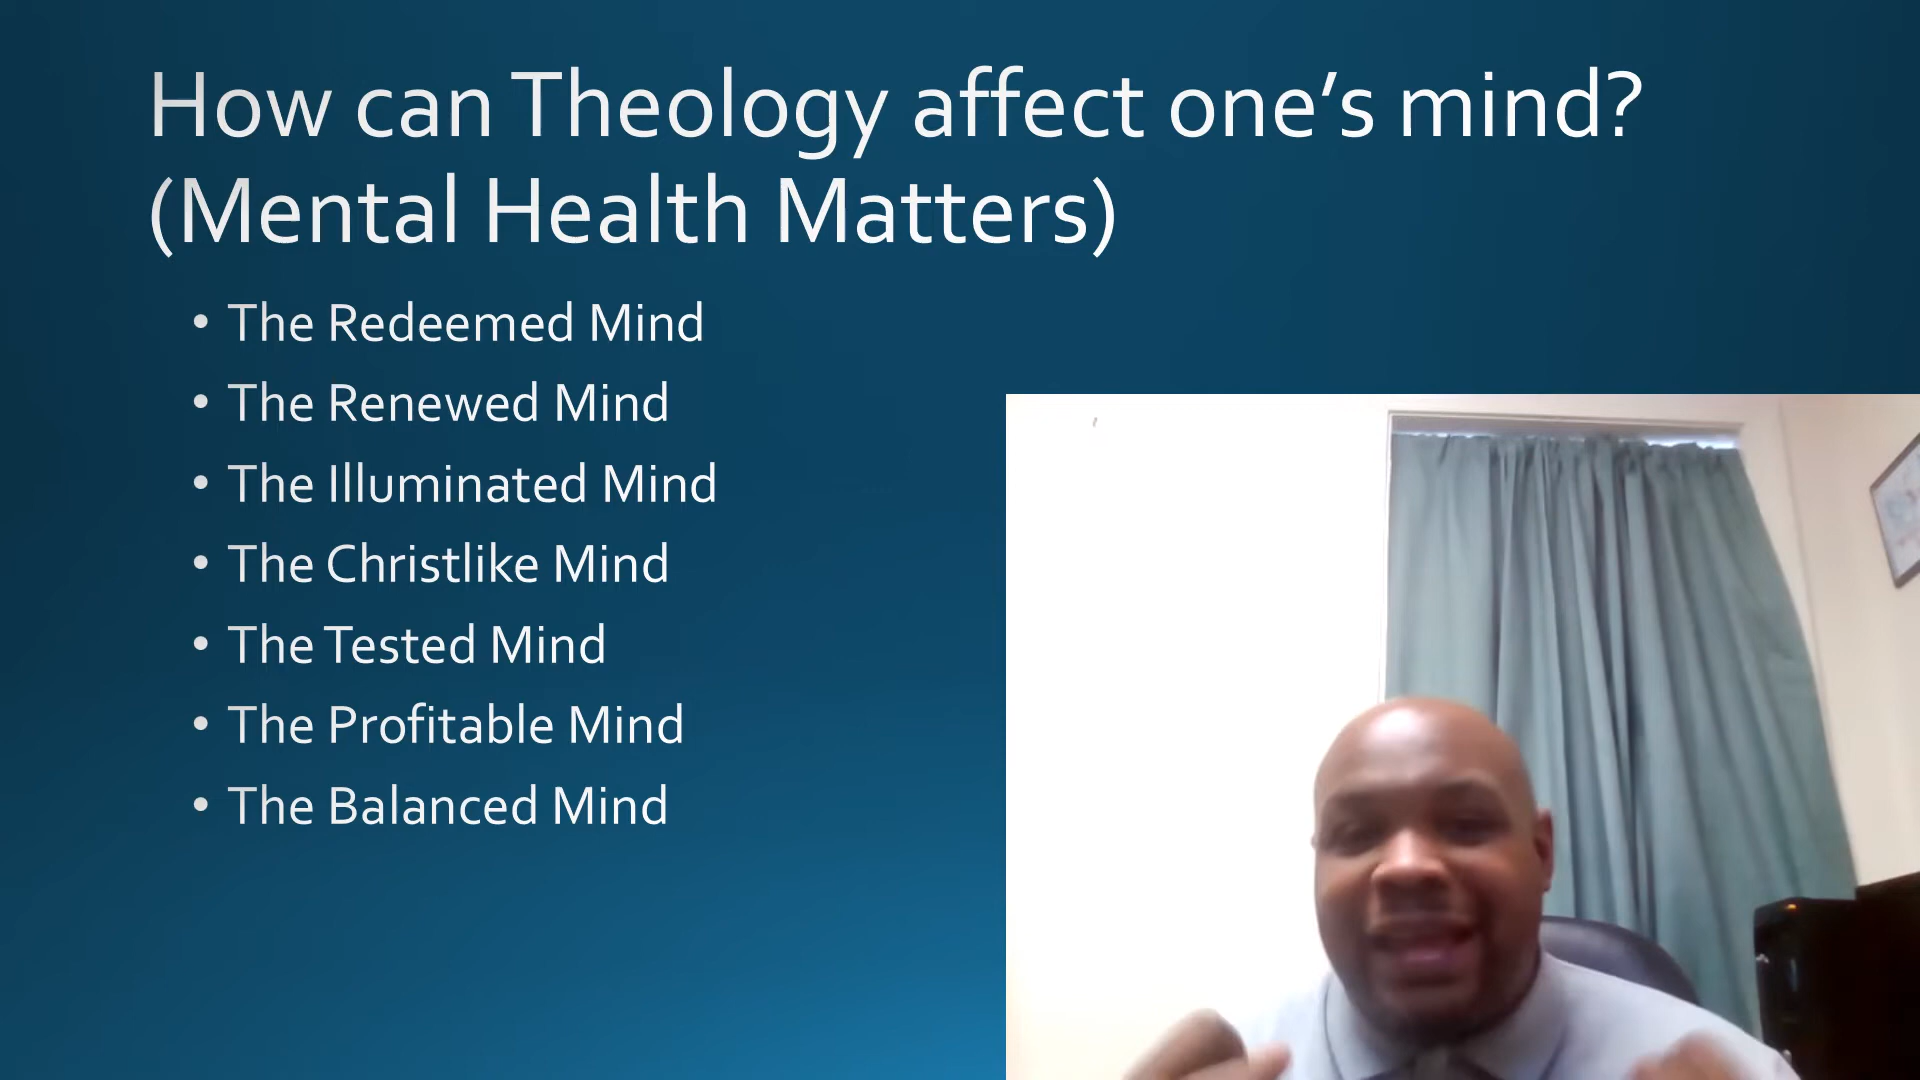 How can Theology affect one’s mind?
(Mental Health Matters)
• The Redeemed Mind
• The Renewed Mind
• The Illuminated Mind
• The Christlike Mind
• The Tested Mind
• The Profitable Mind
• The Balanced Mind